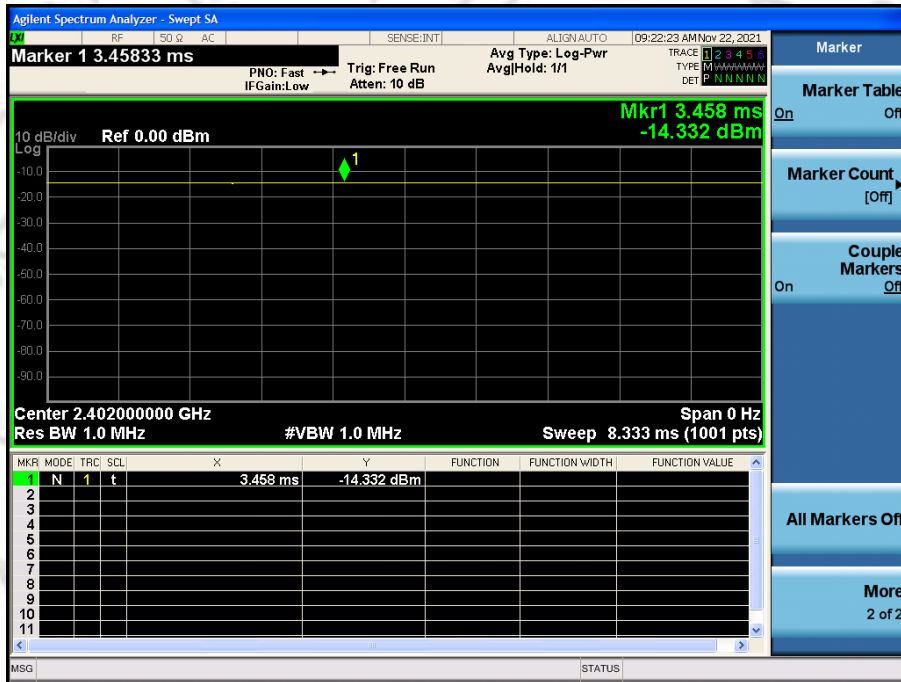 Agilent Spectrum Analyzer - Swept SA
LXI RF 50 Ω AC SENSE:INT ALIGN AUTO 09:22:23 AM Nov 22, 2021
Marker 1 3.45833 ms
PNO: Fast
IFGain:Low
Trig: Free Run
Atten: 10 dB
Avg Type: Log-Pwr
Avg|Hold: 1/1
TRACE 1 2 3 4 5 6
TYPE M W W W W W
DET P N N N N N
Mkr1 3.458 ms
-14.332 dBm
10 dB/div Ref 0.00 dBm
Log
1
-10.0
-20.0
-30.0
-40.0
-50.0
-60.0
-70.0
-80.0
-90.0
Center 2.402000000 GHz Span 0 Hz
Res BW 1.0 MHz #VBW 1.0 MHz Sweep 8.333 ms (1001 pts)
MKR MODE TRC SCL X Y FUNCTION FUNCTION WIDTH FUNCTION VALUE
1 N 1 t 3.458 ms -14.332 dBm
2
3
4
5
6
7
8
9
10
11
MSG STATUS
Marker
Marker Table
On Off
Marker Count
[Off]
Couple
Markers
On Off
All Markers Off
More
2 of 2